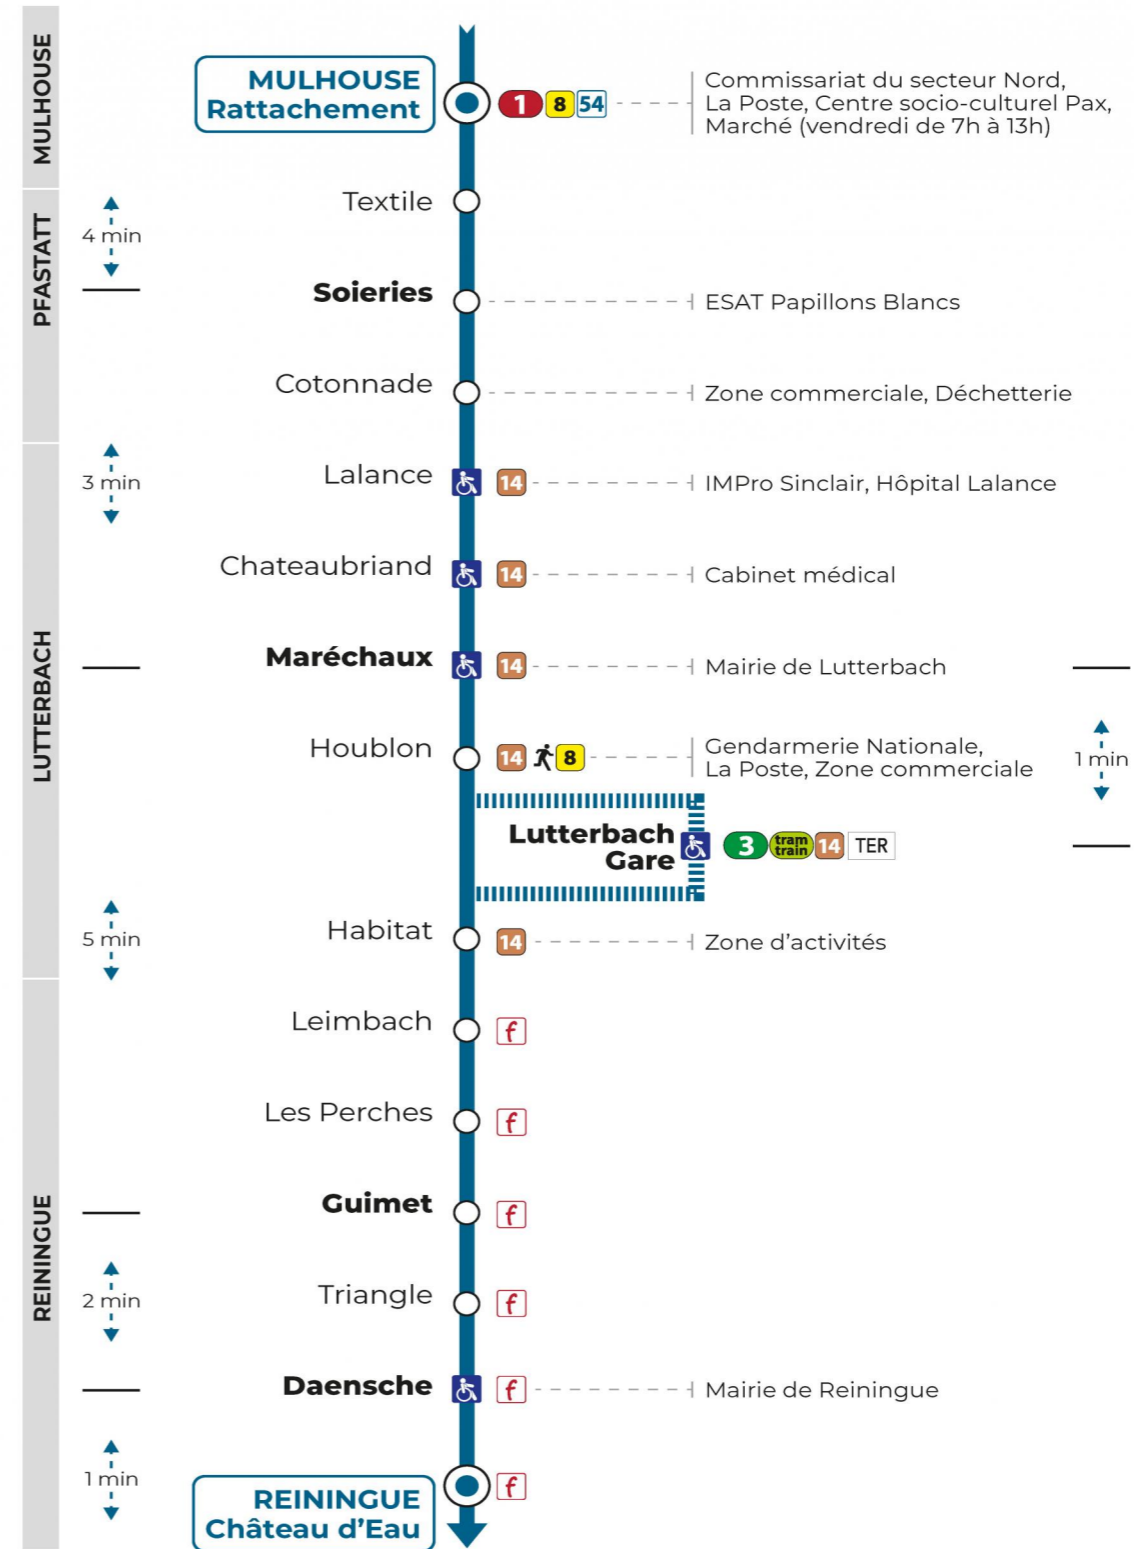 MULHOUSE
MULHOUSE
Rattachement
1 8 54
Commissariat du secteur Nord,
La Poste, Centre socio-culturel Pax,
Marché (vendredi de 7h à 13h)
PFASTATT
Textile
4 min
Soieries
ESAT Papillons Blancs
Cotonnade
Zone commerciale, Déchetterie
LUTTERBACH
3 min
Lalance
14
IMPro Sinclair, Hôpital Lalance
Chateaubriand
14
Cabinet médical
Maréchaux
14
Mairie de Lutterbach
Houblon
14 8
Gendarmerie Nationale,
La Poste, Zone commerciale
1 min
Lutterbach
Gare
3 tram train 14 TER
5 min
Habitat
14
Zone d'activités
REININGUE
Leimbach
f
Les Perches
f
Guimet
f
2 min
Triangle
f
Daensche
f
Mairie de Reiningue
1 min
REININGUE
Château d'Eau
f